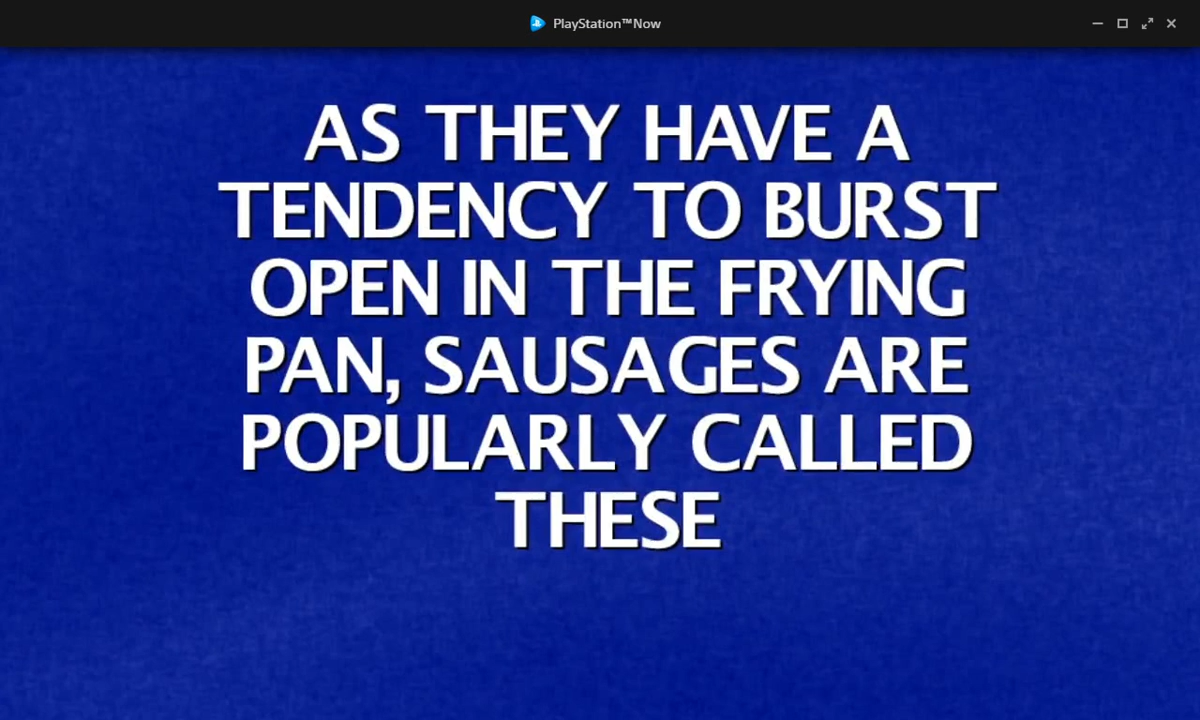 PlayStation™Now
AS THEY HAVE A
TENDENCY TO BURST
OPEN IN THE FRYING
PAN, SAUSAGES ARE
POPULARLY CALLED
THESE